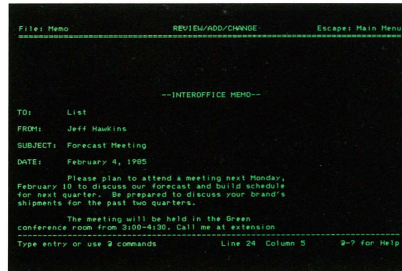 File: Memo REVIEW/ADD/CHANGE Escape: Main Menu
--INTEROFFICE MEMO--
TO: List
FROM: Jeff Hawkins
SUBJECT: Forecast Meeting
DATE: February 4, 1985
Please plan to attend a meeting next Monday,
February 10 to discuss our forecast and build schedule
for next quarter. Be prepared to discuss your brand's
shipments for the past two quarters.
The meeting will be held in the Green
conference room from 3:00-4:30. Call me at extension
Type entry or use @ commands Line 24 Column 5 @-? for Help